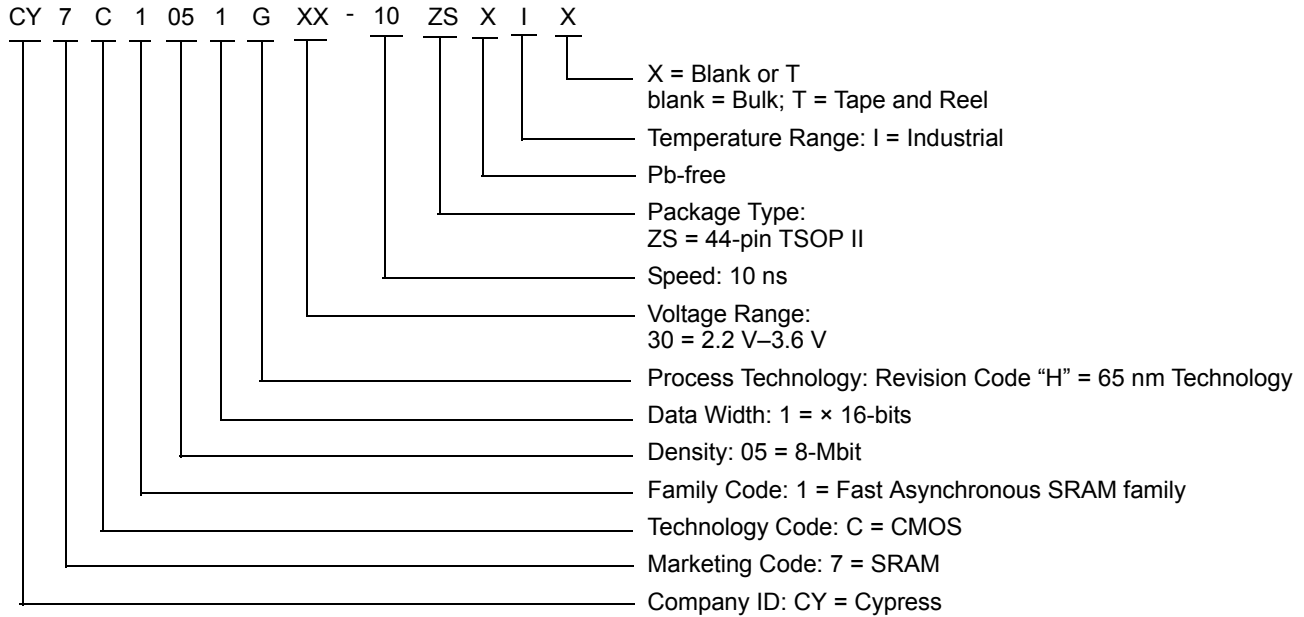 CY 7 C 1 05 1 G XX - 10 ZS X I X
X = Blank or T
blank = Bulk; T = Tape and Reel
Temperature Range: I = Industrial
Pb-free
Package Type:
ZS = 44-pin TSOP II
Speed: 10 ns
Voltage Range:
30 = 2.2 V–3.6 V
Process Technology: Revision Code “H” = 65 nm Technology
Data Width: 1 = × 16-bits
Density: 05 = 8-Mbit
Family Code: 1 = Fast Asynchronous SRAM family
Technology Code: C = CMOS
Marketing Code: 7 = SRAM
Company ID: CY = Cypress